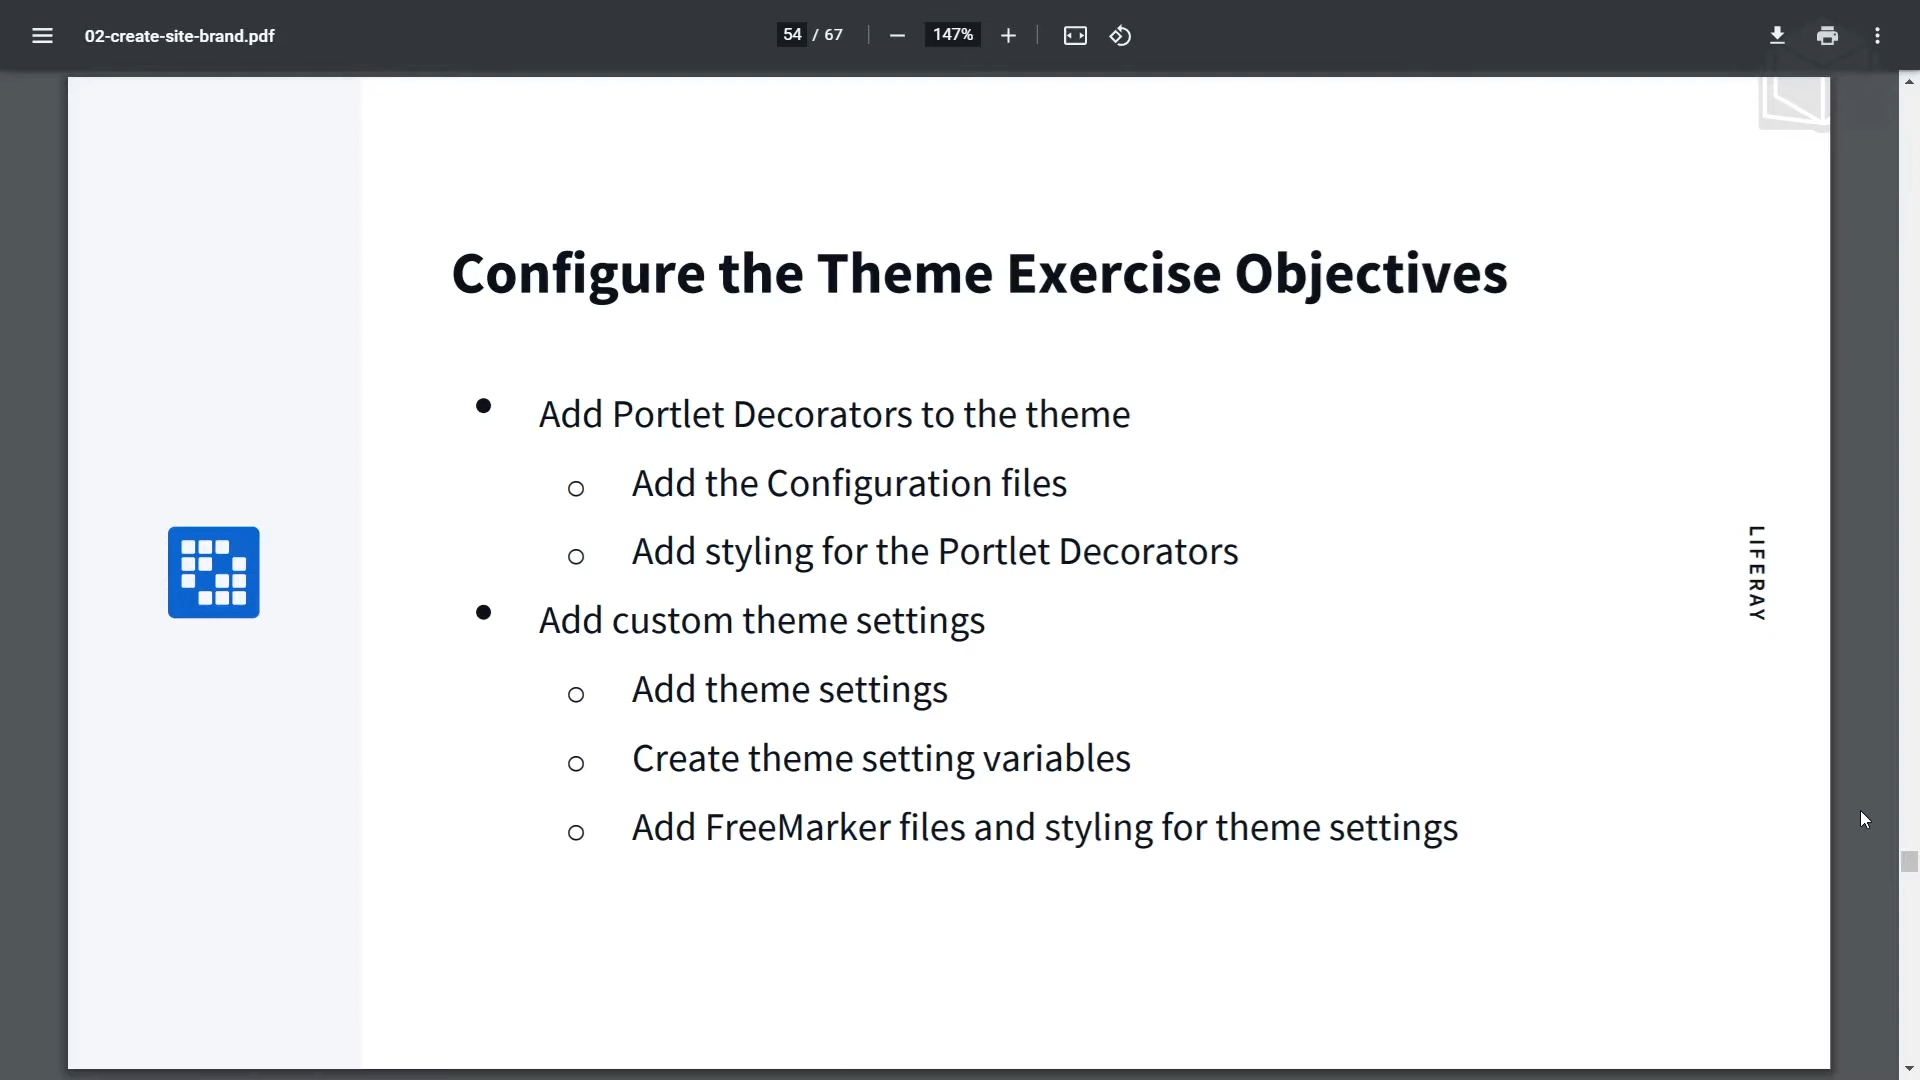 02-create-site-brand.pdf
54 / 67
147%
Configure the Theme Exercise Objectives
• Add Portlet Decorators to the theme
○ Add the Configuration files
○ Add styling for the Portlet Decorators
• Add custom theme settings
○ Add theme settings
○ Create theme setting variables
○ Add FreeMarker files and styling for theme settings
LIFERAY